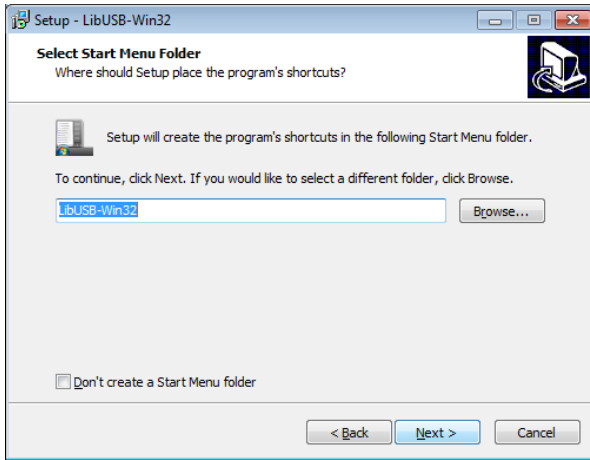 Setup - LibUSB-Win32
Select Start Menu Folder
Where should Setup place the program's shortcuts?
Setup will create the program's shortcuts in the following Start Menu folder.
To continue, click Next. If you would like to select a different folder, click Browse.
LibUSB-Win32
Browse...
Don't create a Start Menu folder
< Back
Next >
Cancel